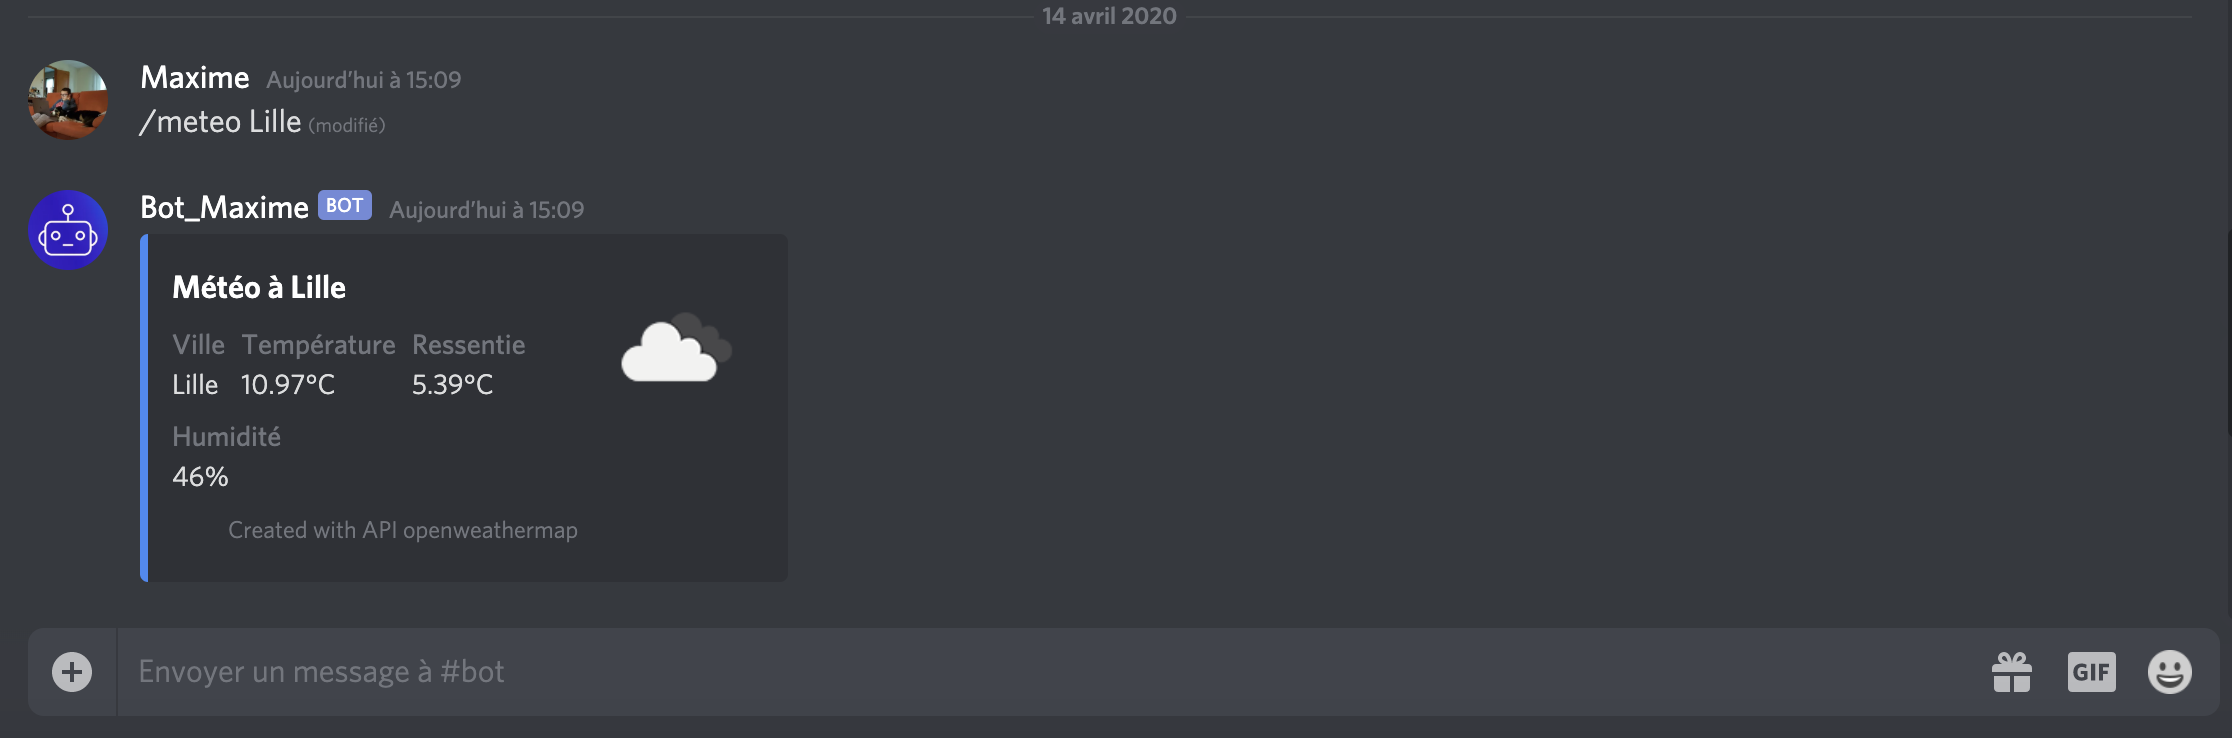 14 avril 2020
Maxime Aujourd'hui à 15:09
/meteo Lille (modifié)
Bot_Maxime BOT Aujourd'hui à 15:09
Météo à Lille
Ville Température Ressentie
Lille 10.97°C 5.39°C
Humidité
46%
Created with API openweathermap
Envoyer un message à #bot
GIF